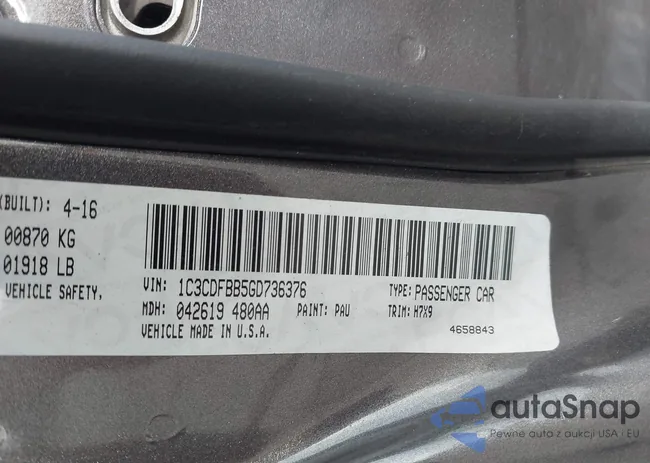 (BUILT): 4-16
00870 KG
01918 LB
VEHICLE SAFETY,
VIN: 1C3CDFBB5GD736376 TYPE: PASSENGER CAR
MDH: 042619 480AA PAINT: PAU TRIM: H7X9
VEHICLE MADE IN U.S.A. 4658843
autaSnap
Pewne auta z aukcji USA i EU